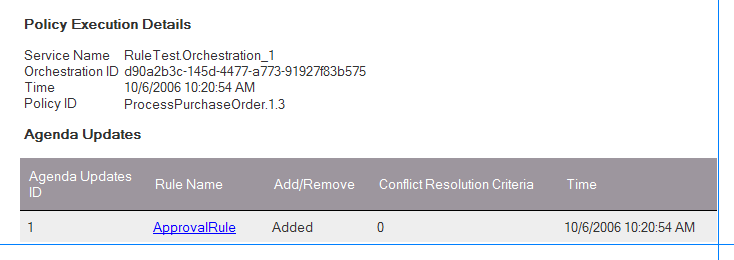 Policy Execution Details
Service Name RuleTest.Orchestration_1
Orchestration ID d90a2b3c-145d-4477-a773-91927f83b575
Time 10/6/2006 10:20:54 AM
Policy ID ProcessPurchaseOrder.1.3
Agenda Updates
Agenda Updates ID Rule Name Add/Remove Conflict Resolution Criteria Time
1 ApprovalRule Added 0 10/6/2006 10:20:54 AM